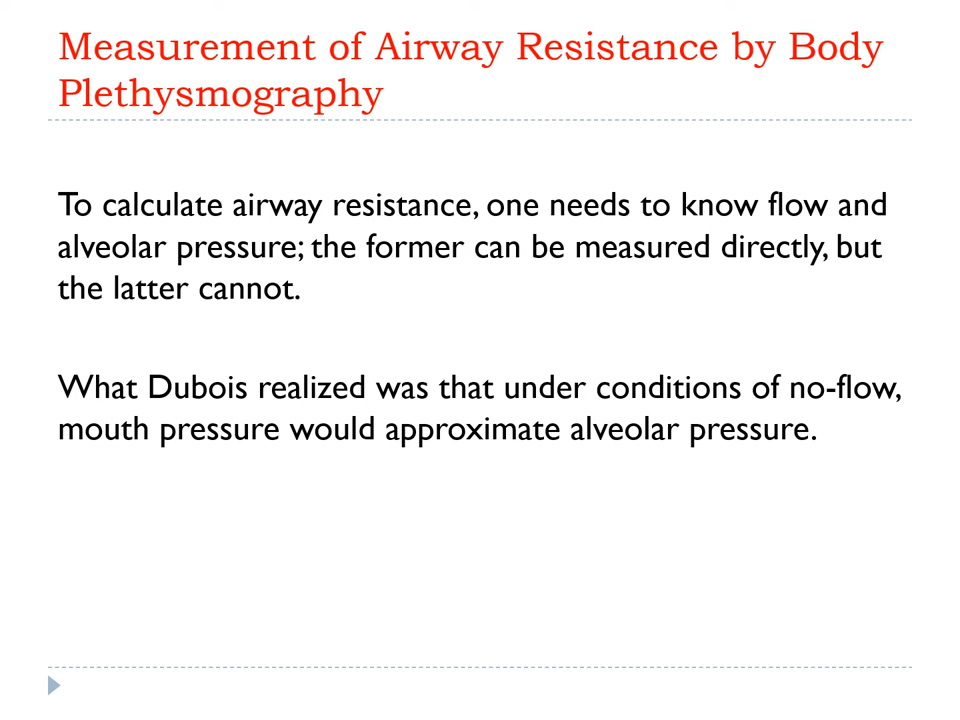 Measurement of Airway Resistance by Body
Plethysmography
To calculate airway resistance, one needs to know flow and
alveolar pressure; the former can be measured directly, but
the latter cannot.
What Dubois realized was that under conditions of no-flow,
mouth pressure would approximate alveolar pressure.